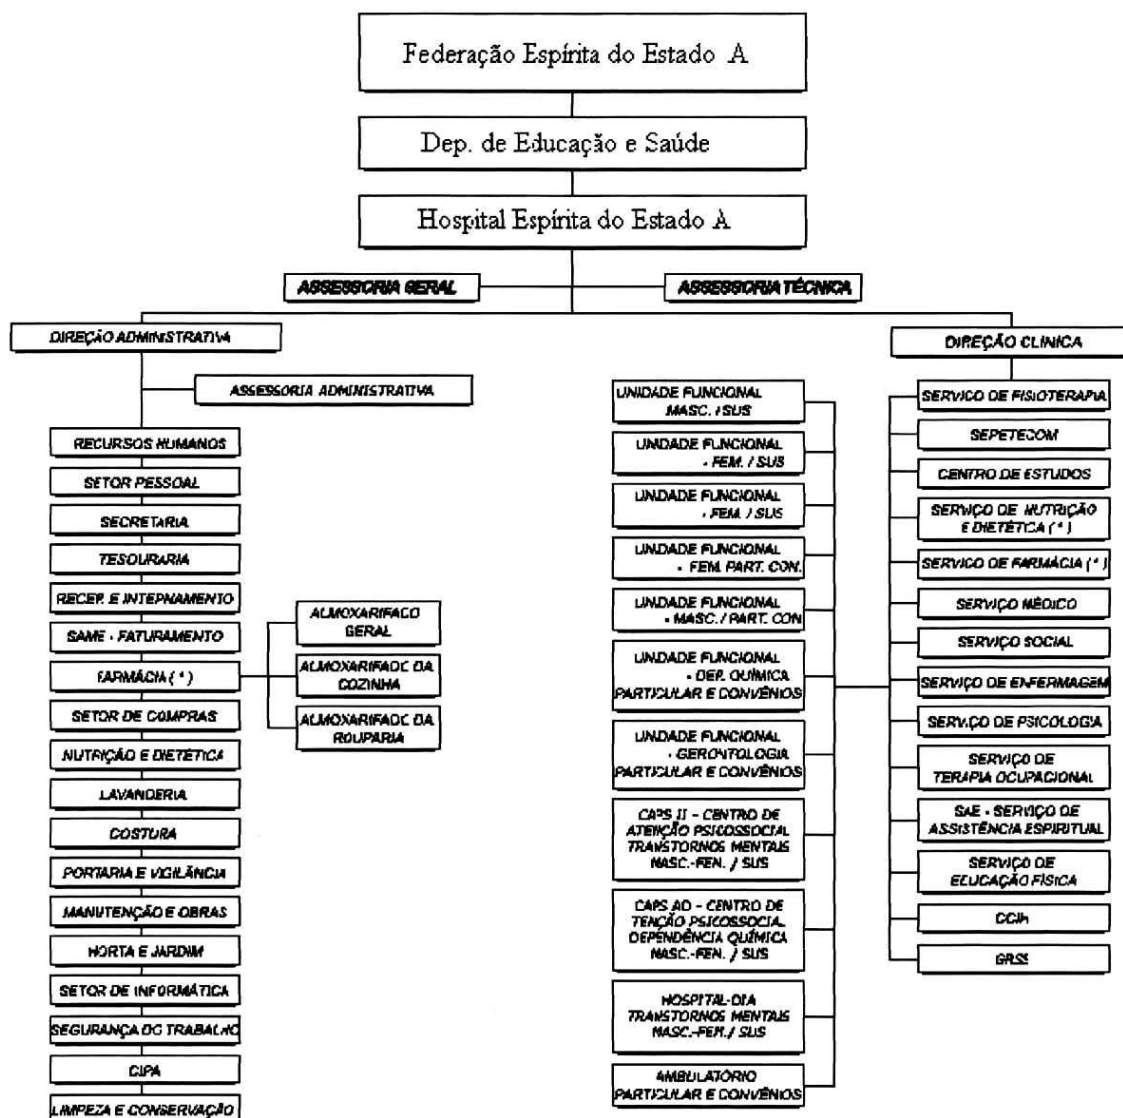 Federação Espírita do Estado A
Dep. de Educação e Saúde
Hospital Espírita do Estado A
ASSESSORIA GERAL
ASSESSORIA TÉCNICA
DIREÇÃO ADMINISTRATIVA
ASSESSORIA ADMINISTRATIVA
RECURSOS HUMANOS
SETOR PESSOAL
SECRETARIA
TESOURARIA
RECEP. E INTERNAMENTO
SAME - FATURAMENTO
FARMÁCIA ( * )
SETOR DE COMPRAS
NUTRIÇÃO E DIETÉTICA
LAVANDERIA
COSTURA
PORTARIA E VIGILÂNCIA
MANUTENÇÃO E OBRAS
HORTA E JARDIM
SETOR DE INFORMÁTICA
SEGURANÇA DO TRABALHO
CIPA
LIMPEZA E CONSERVAÇÃO
ALMOXARIFADO
GERAL
ALMOXARIFADO DA
COZINHA
ALMOXARIFADO DA
ROUPARIA
UNIDADE FUNCIONAL
MASC. / SUS
UNIDADE FUNCIONAL
- FEM. / SUS
UNIDADE FUNCIONAL
- FEM. / SUS
UNIDADE FUNCIONAL
- FEM. PART. CON.
UNIDADE FUNCIONAL
- MASC. / PART. CON
UNIDADE FUNCIONAL
- DEP. QUÍMICA
PARTICULAR E CONVÊNIOS
UNIDADE FUNCIONAL
- GERONTOLOGIA
PARTICULAR E CONVÊNIOS
CAPS II - CENTRO DE
ATENÇÃO PSICOSSOCIAL
TRANSTORNOS MENTAIS
MASC.-FEM. / SUS
CAPS AD - CENTRO DE
TENÇÃO PSICOSSOCIAL
DEPENDÊNCIA QUÍMICA
MASC.-FEM. / SUS
HOSPITAL-DIA
TRANSTORNOS MENTAIS
MASC.-FEM. / SUS
AMBULATÓRIO
PARTICULAR E CONVÊNIOS
DIREÇÃO CLINICA
SERVICO DE FISIOTERAPIA
SEPETECOM
CENTRO DE ESTUDOS
SERVIÇO DE NUTRIÇÃO
E DIETÉTICA ( * )
SERVICO DE FARMÁCIA ( * )
SERVIÇO MÉDICO
SERVIÇO SOCIAL
SERVIÇO DE ENFERMAGEM
SERVIÇO DE PSICOLOGIA
SERVIÇO DE
TERAPIA OCUPACIONAL
SAE - SERVIÇO DE
ASSISTÊNCIA ESPIRITUAL
SERVIÇO DE
EDUCAÇÃO FÍSICA
CCIH
GRSS